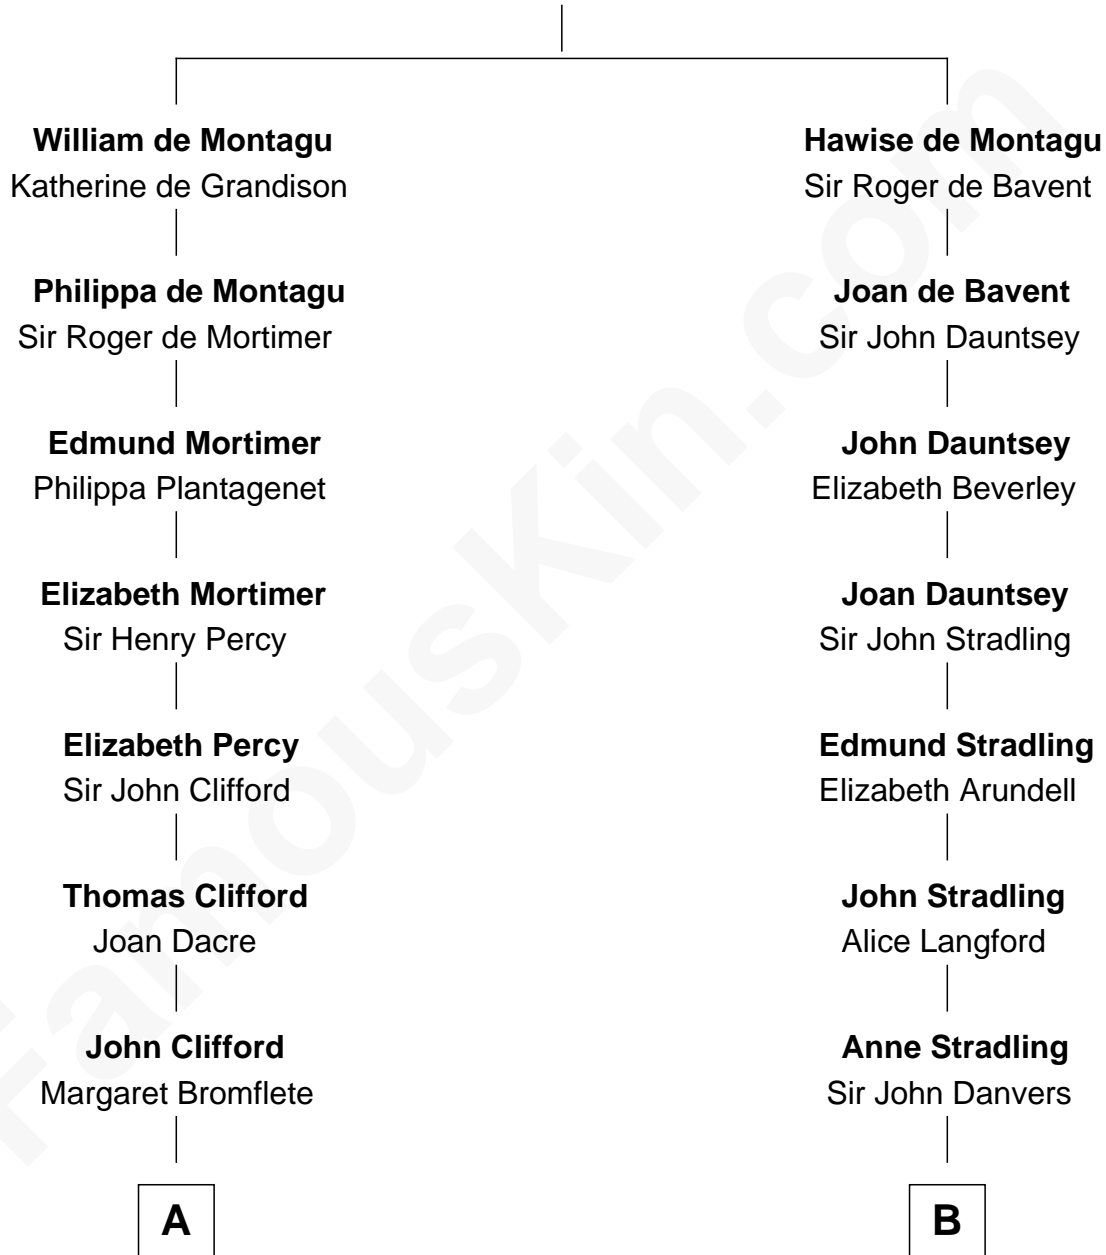 William de Montagu
Katherine de Grandison
Hawise de Montagu
Sir Roger de Bavent
Philippa de Montagu
Sir Roger de Mortimer
Joan de Bavent
Sir John Dauntsey
Edmund Mortimer
Philippa Plantagenet
John Dauntsey
Elizabeth Beverley
Elizabeth Mortimer
Sir Henry Percy
Joan Dauntsey
Sir John Stradling
Elizabeth Percy
Sir John Clifford
Edmund Stradling
Elizabeth Arundell
Thomas Clifford
Joan Dacre
John Stradling
Alice Langford
John Clifford
Margaret Bromflete
Anne Stradling
Sir John Danvers
A
B
FamousKin.com